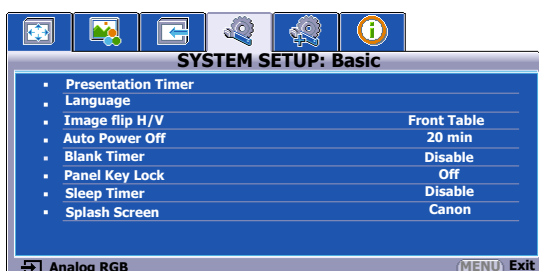 SYSTEM SETUP: Basic
Presentation Timer
Language
Image flip H/V Front Table
Auto Power Off 20 min
Blank Timer Disable
Panel Key Lock Off
Sleep Timer Disable
Splash Screen Canon
Analog RGB MENU Exit